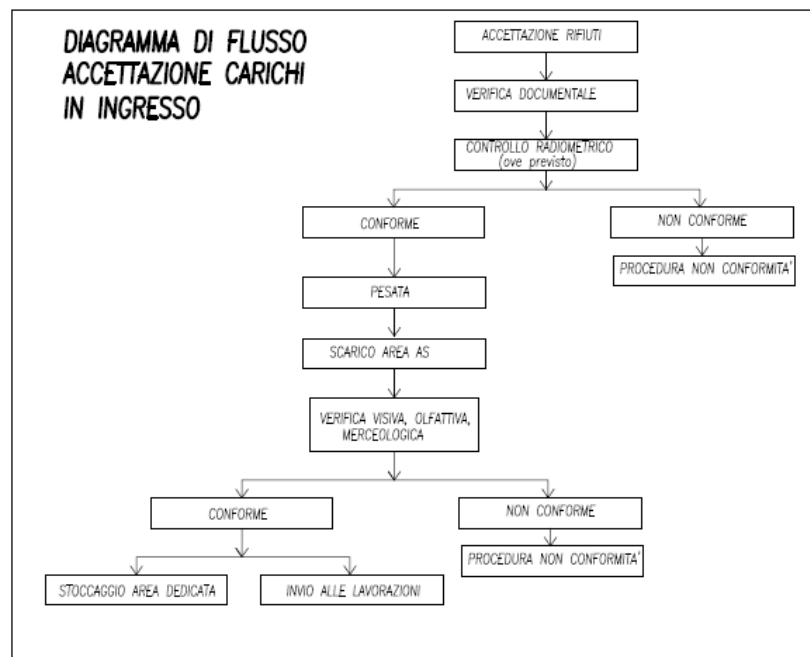 DIAGRAMMA DI FLUSSO
ACCETTAZIONE CARICHI
IN INGRESSO
ACCETTAZIONE RIFIUTI
VERIFICA DOCUMENTALE
CONTROLLO RADIOMETRICO
(ove previsto)
CONFORME
NON CONFORME
PROCEDURA NON CONFORMITA'
PESATA
SCARICO AREA AS
VERIFICA VISIVA, OLFATTIVA,
MERCEOLOGICA
CONFORME
NON CONFORME
PROCEDURA NON CONFORMITA'
STOCCAGGIO AREA DEDICATA
INVIO ALLE LAVORAZIONI